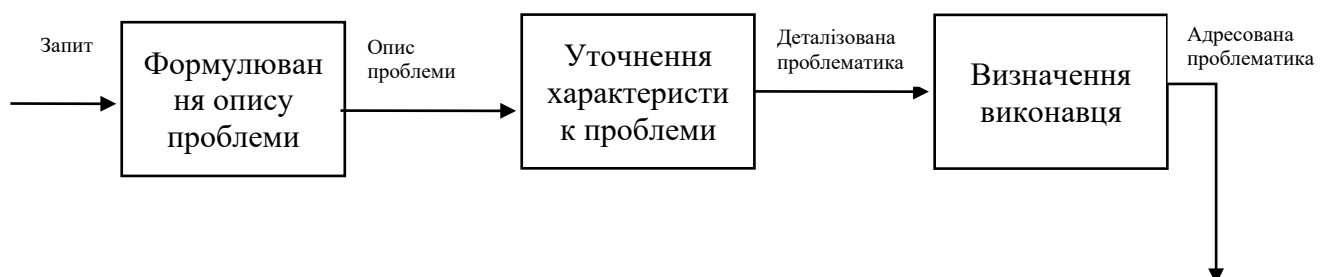 Запит
Формулюван
ня опису
проблеми
Опис
проблеми
Уточнення
характеристи
к проблеми
Деталізована
проблематика
Визначення
виконавця
Адресована
проблематика